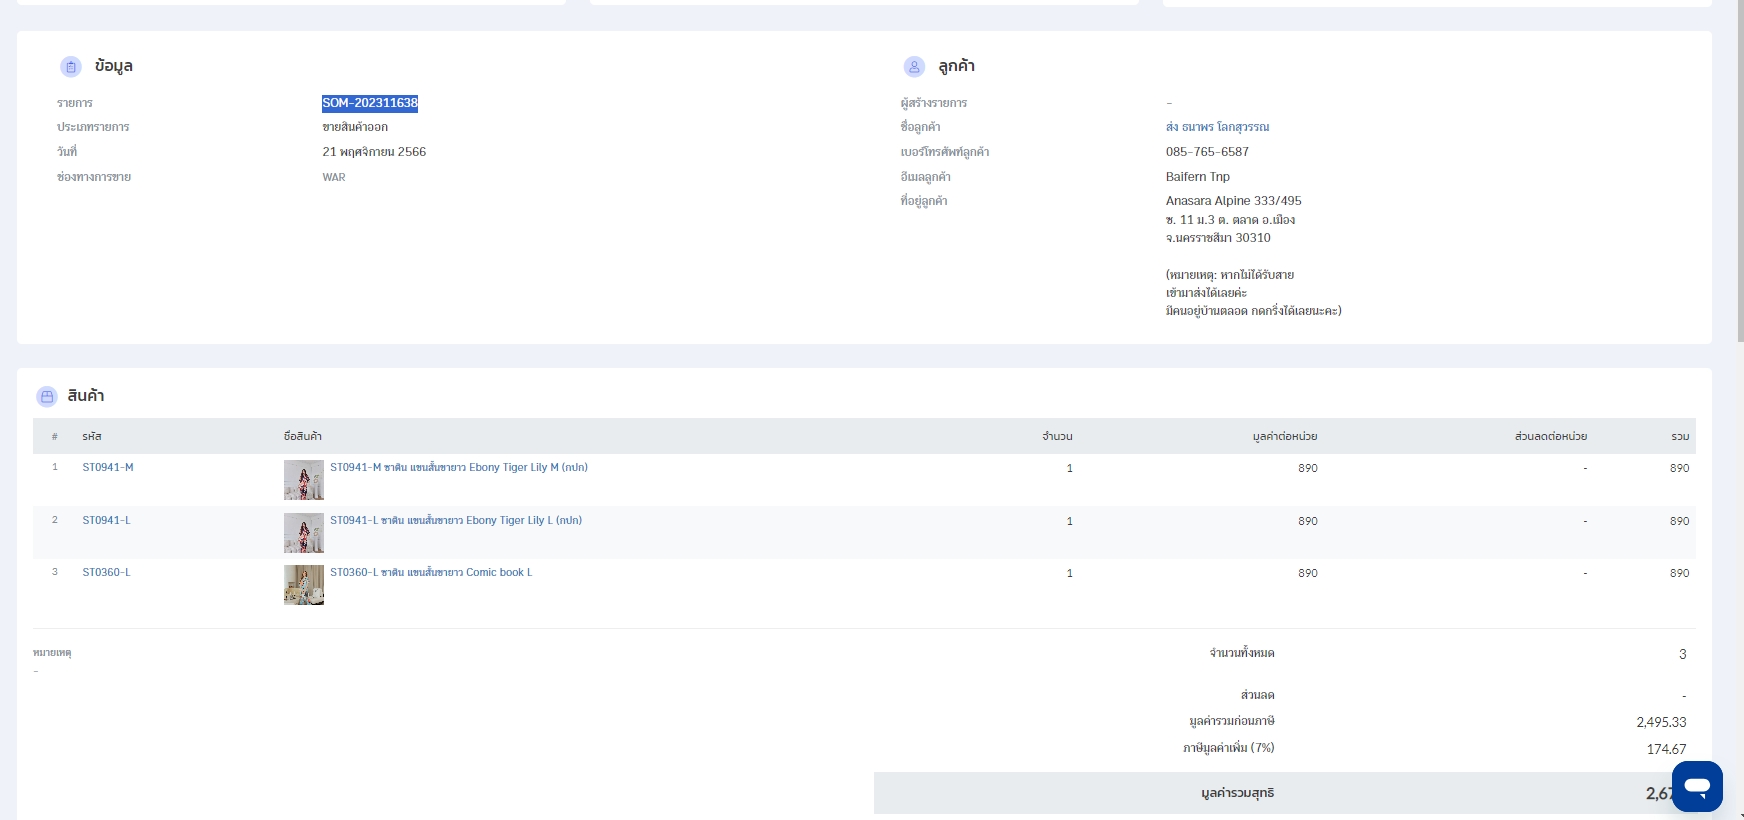 ข้อมูล
รายการ SOM-202311638
ประเภทรายการ ขายสินค้าออก
วันที่ 21 พฤศจิกายน 2566
ช่องทางการขาย WAR
ลูกค้า
ผู้สร้างรายการ -
ชื่อลูกค้า ส่ง ธนาพร โลกสุวรรณ
เบอร์โทรศัพท์ลูกค้า 085-765-6587
อีเมลลูกค้า Baifern Tnp
ที่อยู่ลูกค้า Anasara Alpine 333/495
ซ. 11 ม.3 ต. ตลาด อ.เมือง
จ.นครราชสีมา 30310
(หมายเหตุ: หากไม่ได้รับสาย
เข้ามาส่งได้เลยค่ะ
มีคนอยู่บ้านตลอด กดกริ่งได้เลยนะคะ)
สินค้า
# รหัส ชื่อสินค้า จำนวน มูลค่าต่อหน่วย ส่วนลดต่อหน่วย รวม
1 ST0941-M ST0941-M ซาติน แขนสั้นขายาว Ebony Tiger Lily M (กปก) 1 890 - 890
2 ST0941-L ST0941-L ซาติน แขนสั้นขายาว Ebony Tiger Lily L (กปก) 1 890 - 890
3 ST0360-L ST0360-L ซาติน แขนสั้นขายาว Comic book L 1 890 - 890
หมายเหตุ
-
จำนวนทั้งหมด 3
ส่วนลด -
มูลค่ารวมก่อนภาษี 2,495.33
ภาษีมูลค่าเพิ่ม (7%) 174.67
มูลค่ารวมสุทธิ